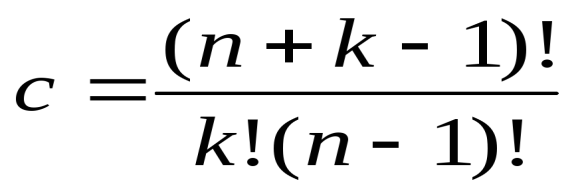 c = (n + k − 1)! / k!(n − 1)!